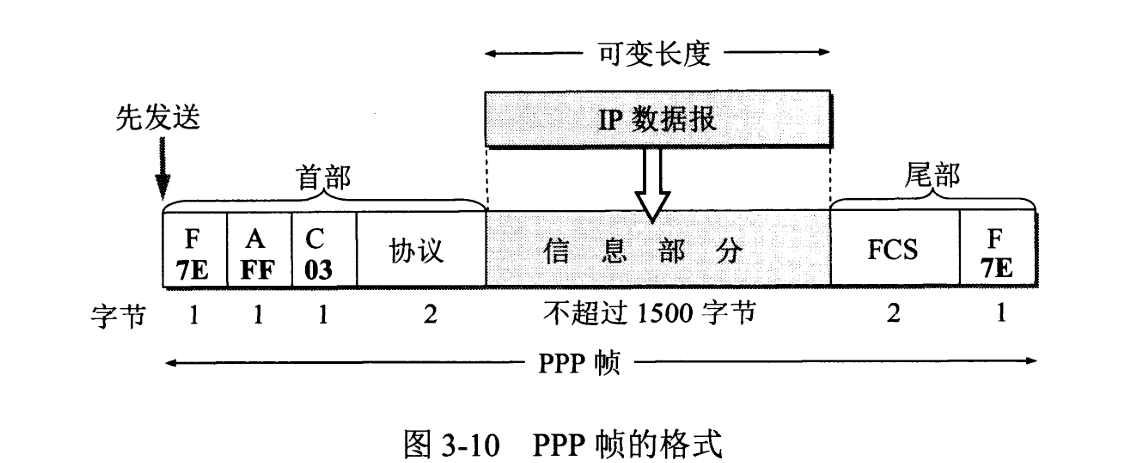 可变长度
IP 数据报
先发送
首部
尾部
F A C 协议 信息部分 FCS F
7E FF 03 7E
字节 1 1 1 2 不超过 1500 字节 2 1
PPP 帧
图 3-10 PPP 帧的格式